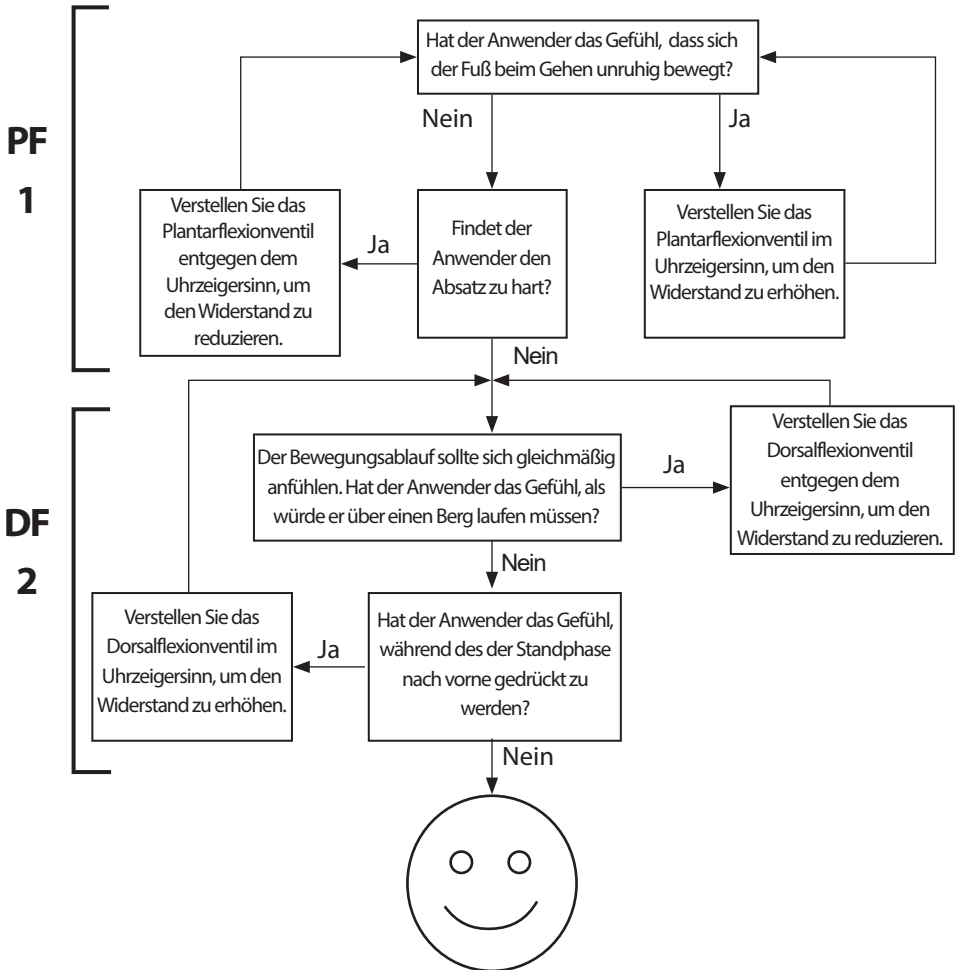 PF
1
Hat der Anwender das Gefühl, dass sich
der Fuß beim Gehen unruhig bewegt?
Nein
Ja
Verstellen Sie das
Plantarflexionventil
entgegen dem
Uhrzeigersinn, um
den Widerstand zu
reduzieren.
Ja
Findet der
Anwender den
Absatz zu hart?
Verstellen Sie das
Plantarflexionventil im
Uhrzeigersinn, um den
Widerstand zu erhöhen.
Nein
DF
2
Der Bewegungsablauf sollte sich gleichmäßig
anfühlen. Hat der Anwender das Gefühl, als
würde er über einen Berg laufen müssen?
Ja
Verstellen Sie das
Dorsalflexionventil
entgegen dem
Uhrzeigersinn, um den
Widerstand zu reduzieren.
Nein
Verstellen Sie das
Dorsalflexionventil im
Uhrzeigersinn, um den
Widerstand zu erhöhen.
Ja
Hat der Anwender das Gefühl,
während des der Standphase
nach vorne gedrückt zu
werden?
Nein